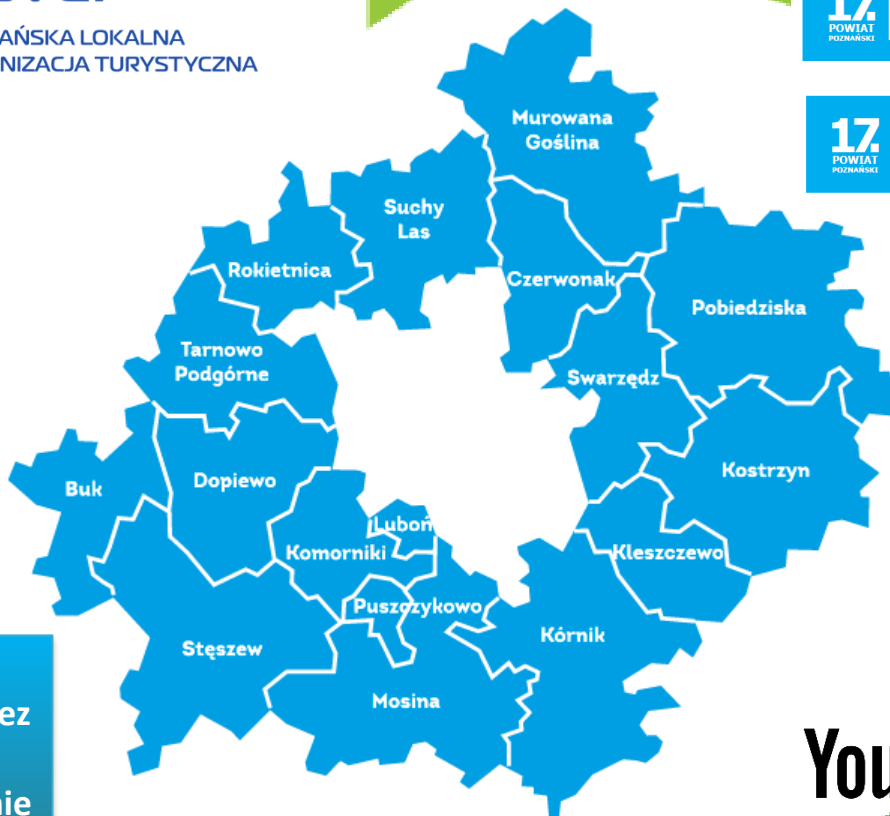 AŃSKA LOKALNA
NIZACJA TURYSTYCZNA
17.
POWIAT
POZNAŃSKI
17.
POWIAT
POZNAŃSKI
Murowana
Goślina
Suchy
Las
Rokietnica
Czerwonak
Pobiedziska
Tarnowo
Podgórne
Swarzędz
Kostrzyn
Buk
Dopiewo
Luboń
Komorniki
Kleszczewo
Puszczykowo
Kórnik
Stęszew
Mosina
ez
nie
You